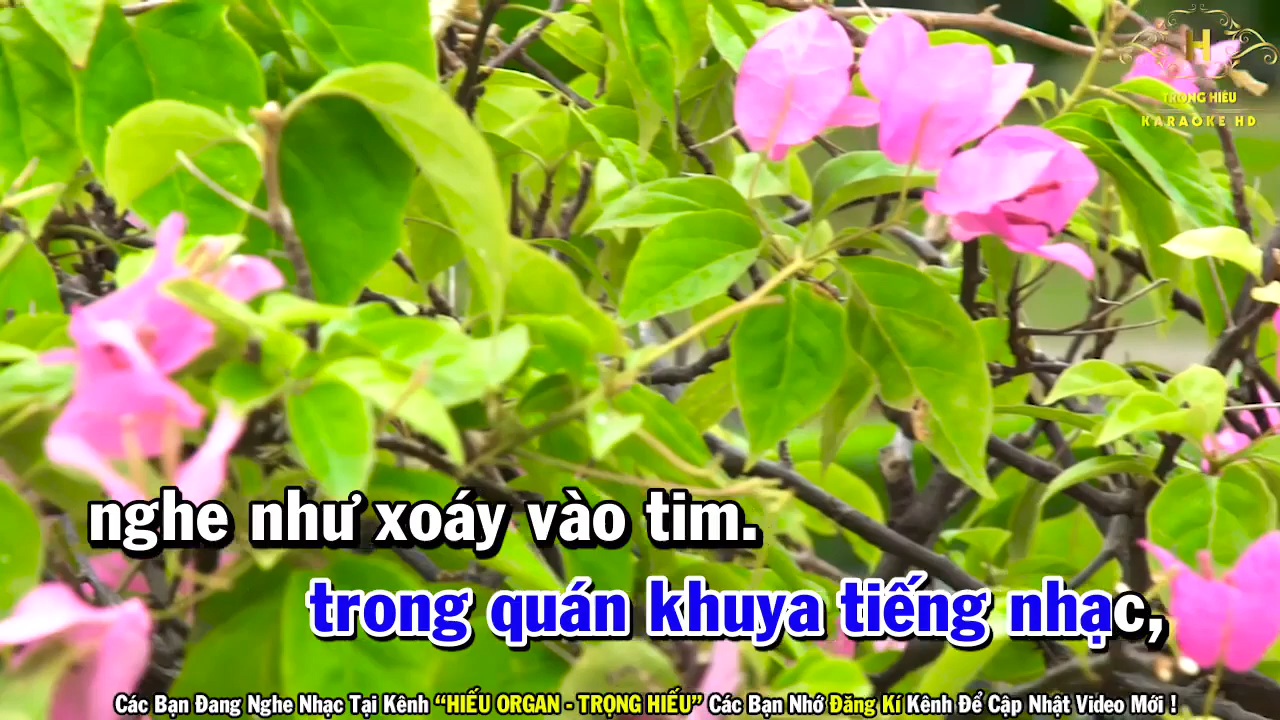 H
TRỌNG HIẾU
KARAOKE HD
nghe như xoáy vào tim.
trong quán khuya tiếng nhạc,
Các Bạn Đang Nghe Nhạc Tại Kênh “HIẾU ORGAN - TRỌNG HIẾU” Các Bạn Nhớ Đăng Kí Kênh Để Cập Nhật Video Mới !